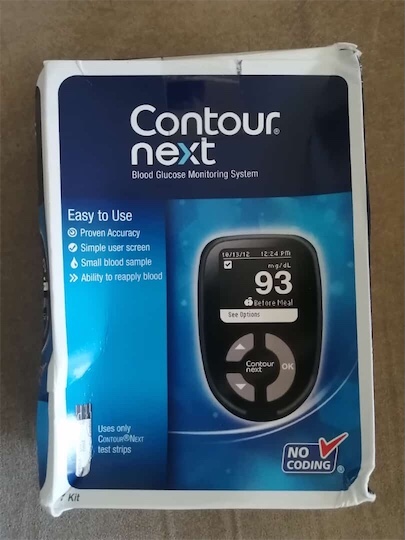 Contour®
next
Blood Glucose Monitoring System
Easy to Use
Proven Accuracy
Simple user screen
Small blood sample
Ability to reapply blood
10/13/12 12:24 PM
mg/dL
93
Before Meal
See Options
Contour
next
OK
Uses only
CONTOUR®NEXT
test strips
NO
CODING®
Kit